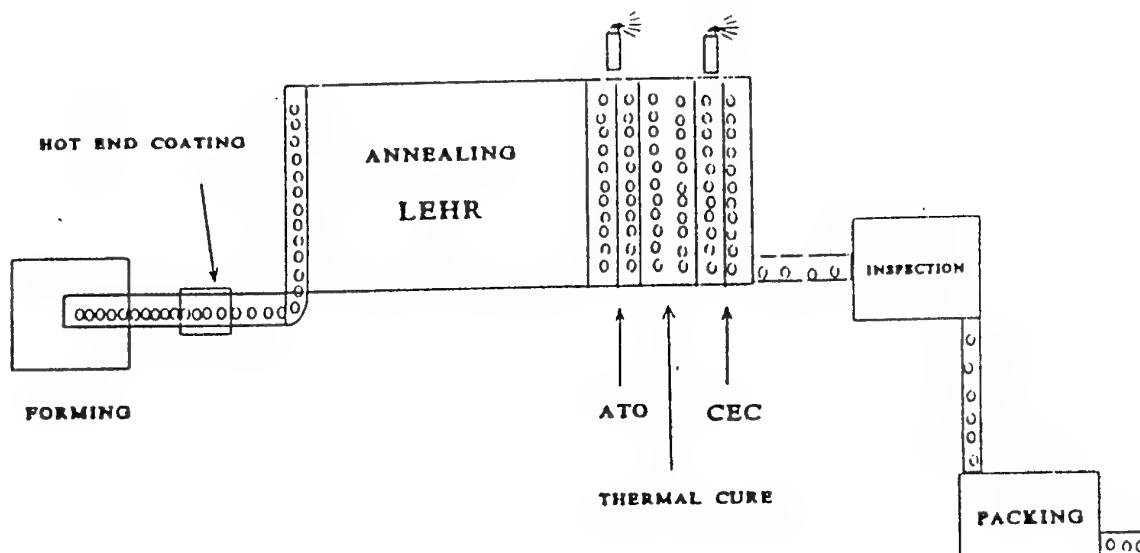 HOT END COATING
ANNEALING
LEHR
INSPECTION
FORMING
ATO
CEC
THERMAL CURE
PACKING